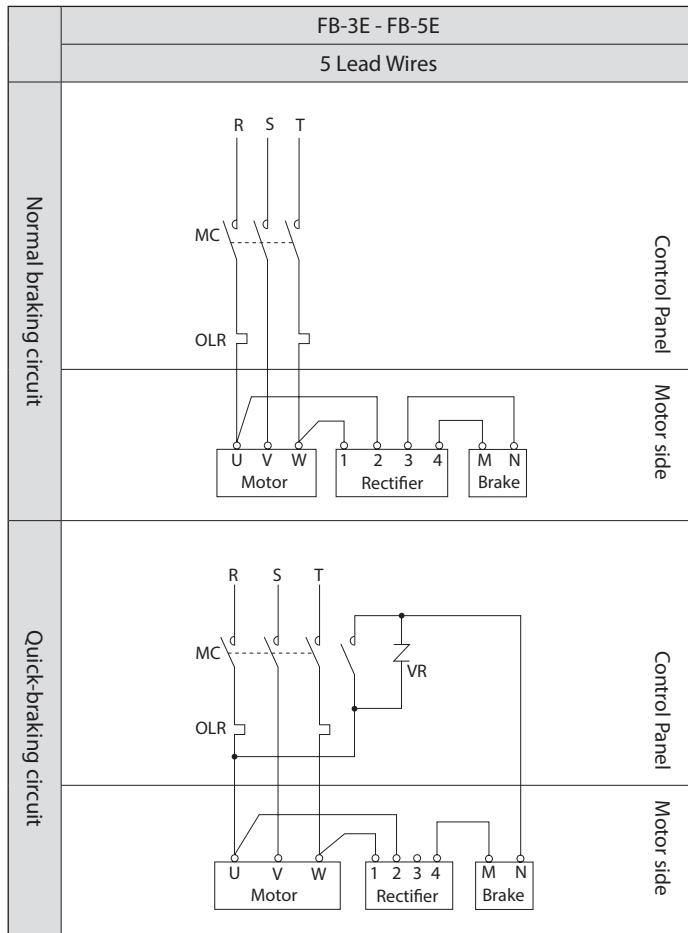 FB-3E - FB-5E
5 Lead Wires
Normal braking circuit
R S T
MC
OLR
Control Panel
U V W 1 2 3 4 M N
Motor Rectifier Brake
Motor side
Quick-braking circuit
R S T
MC
VR
OLR
Control Panel
U V W 1 2 3 4 M N
Motor Rectifier Brake
Motor side